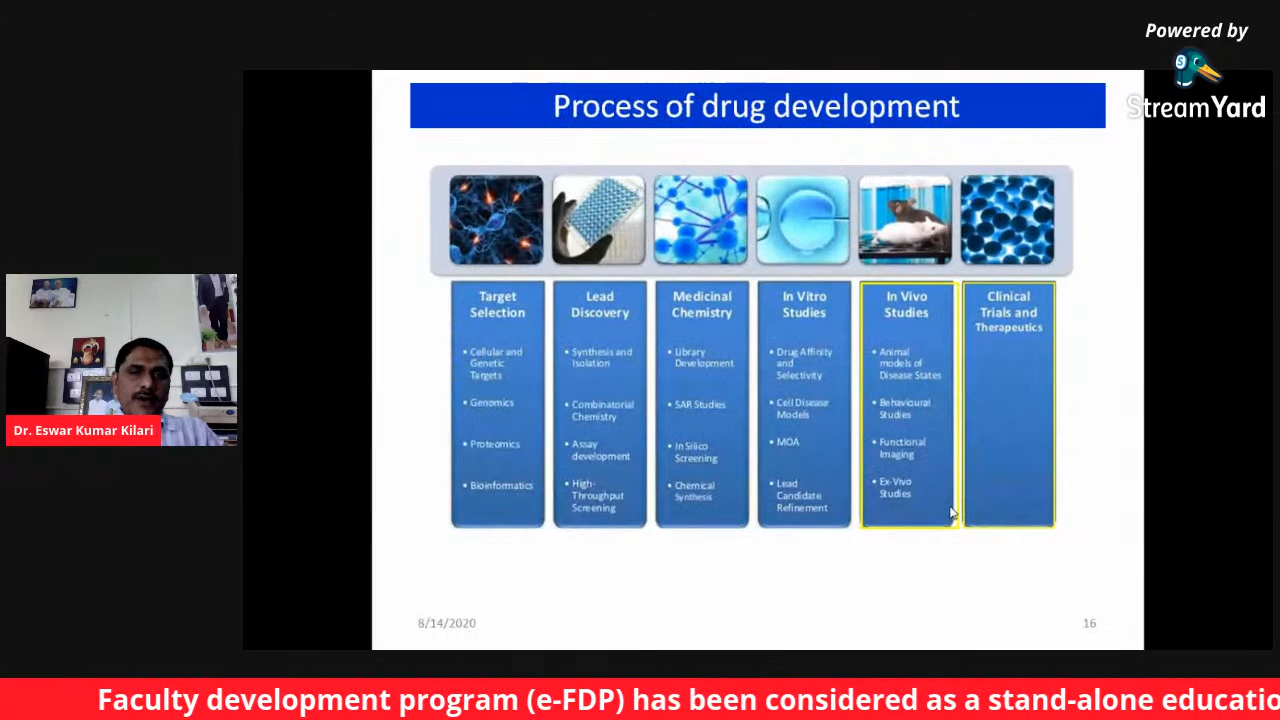 Powered by
StreamYard
Process of drug development
Target
Selection
• Cellular and
Genetic
Targets
• Genomics
• Proteomics
• Bioinformatics
Lead
Discovery
• Synthesis and
Isolation
• Combinatorial
Chemistry
• Assay
development
• High-
Throughput
Screening
Medicinal
Chemistry
• Library
Development
• SAR Studies
• In Silico
Screening
• Chemical
Synthesis
In Vitro
Studies
• Drug Affinity
and
Selectivity
• Cell Disease
Models
• MOA
• Lead
Candidate
Refinement
In Vivo
Studies
• Animal
models of
Disease States
• Behavioural
Studies
• Functional
Imaging
• Ex-Vivo
Studies
Clinical
Trials and
Therapeutics
Dr. Eswar Kumar Kilari
8/14/2020
16
Faculty development program (e-FDP) has been considered as a stand-alone educatio